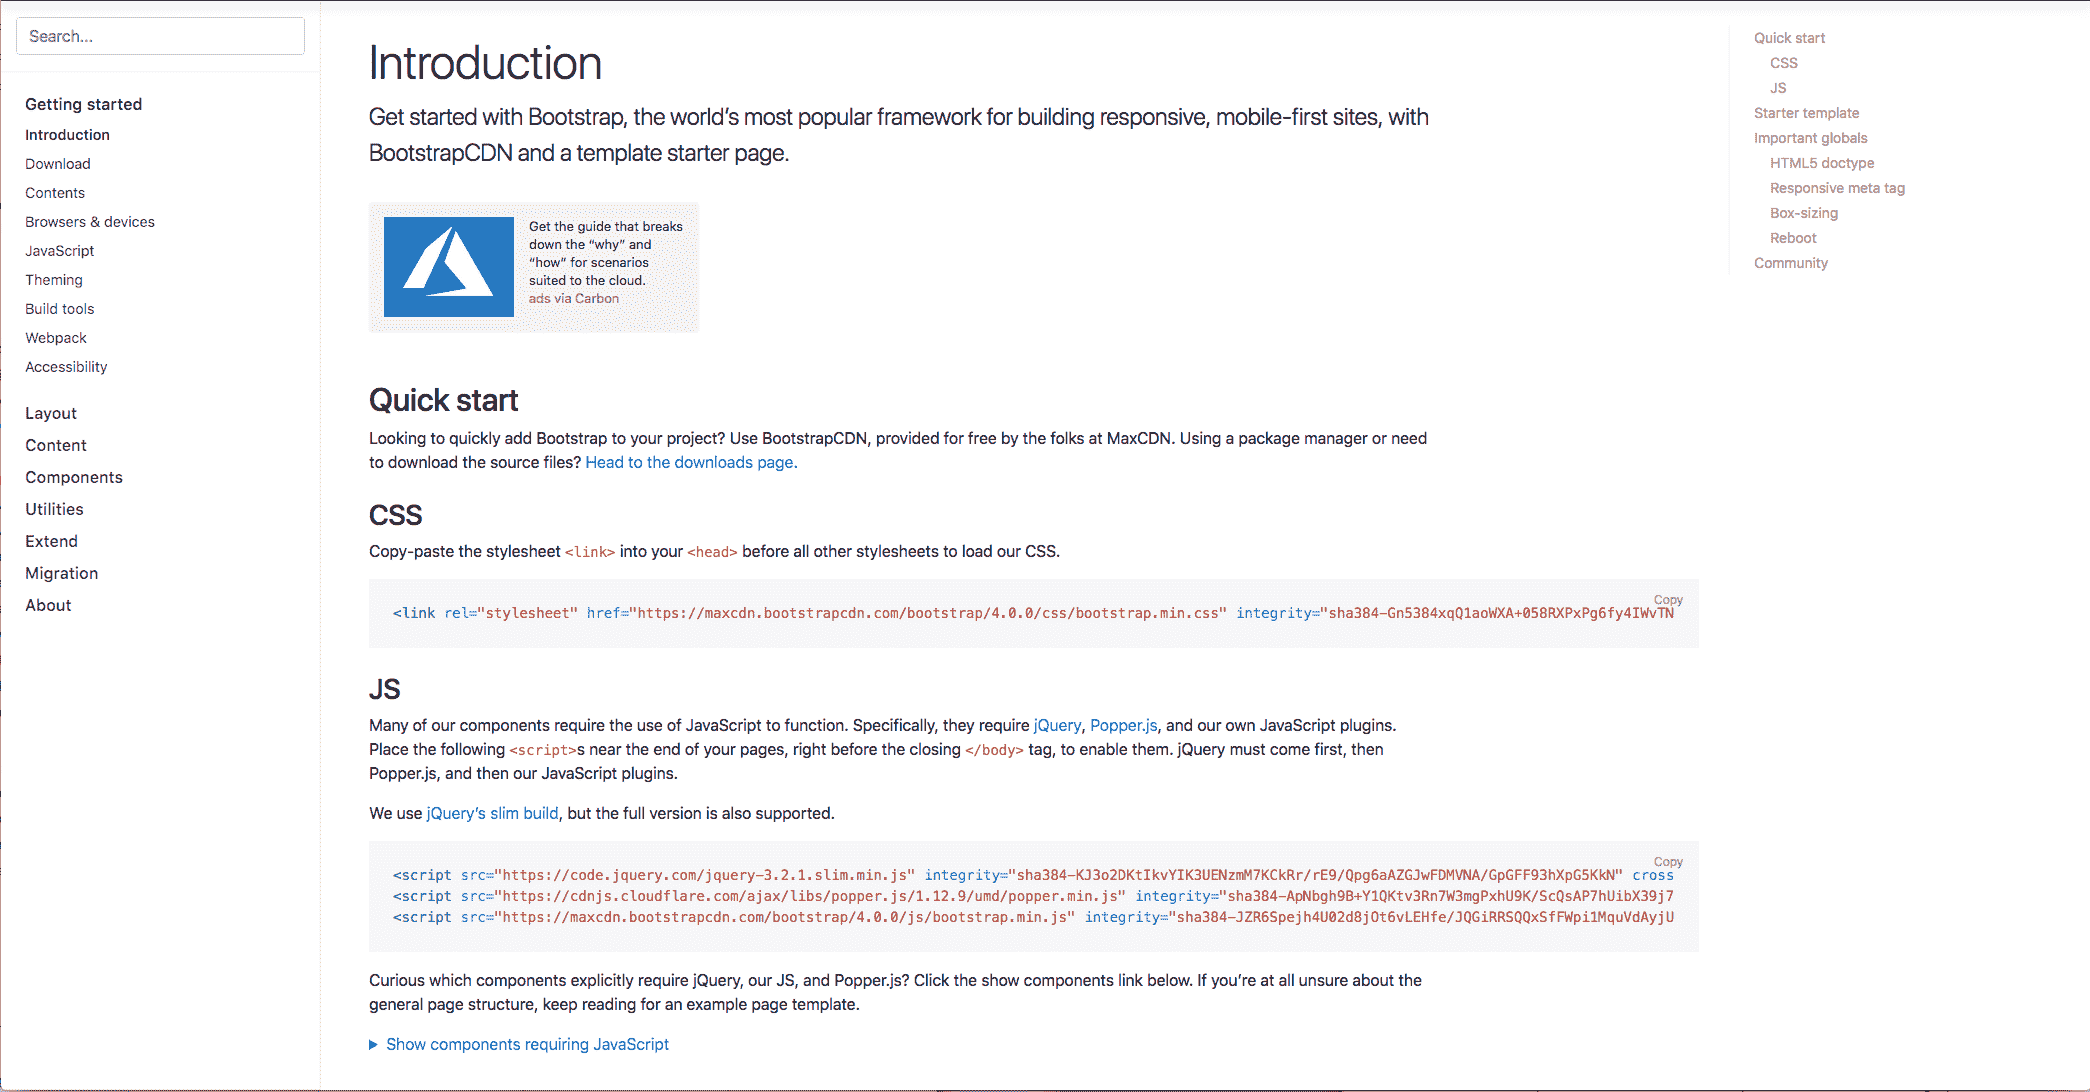 Search...
Getting started
Introduction
Download
Contents
Browsers & devices
JavaScript
Theming
Build tools
Webpack
Accessibility
Layout
Content
Components
Utilities
Extend
Migration
About
Introduction
Get started with Bootstrap, the world’s most popular framework for building responsive, mobile-first sites, with
BootstrapCDN and a template starter page.
Get the guide that breaks
down the “why” and
“how” for scenarios
suited to the cloud.
ads via Carbon
Quick start
Looking to quickly add Bootstrap to your project? Use BootstrapCDN, provided for free by the folks at MaxCDN. Using a package manager or need
to download the source files? Head to the downloads page.
CSS
Copy-paste the stylesheet <link> into your <head> before all other stylesheets to load our CSS.
Copy
<link rel="stylesheet" href="https://maxcdn.bootstrapcdn.com/bootstrap/4.0.0/css/bootstrap.min.css" integrity="sha384-Gn5384xqQ1aoWXA+058RXPxPg6fy4IWvTN
JS
Many of our components require the use of JavaScript to function. Specifically, they require jQuery, Popper.js, and our own JavaScript plugins.
Place the following <script>s near the end of your pages, right before the closing </body> tag, to enable them. jQuery must come first, then
Popper.js, and then our JavaScript plugins.
We use jQuery’s slim build, but the full version is also supported.
Copy
<script src="https://code.jquery.com/jquery-3.2.1.slim.min.js" integrity="sha384-KJ3o2DKtIkvYIK3UENzmM7KCkRr/rE9/Qpg6aAZGJwFDMVNA/GpGFF93hXpG5KkN" cross
<script src="https://cdnjs.cloudflare.com/ajax/libs/popper.js/1.12.9/umd/popper.min.js" integrity="sha384-ApNbgh9B+Y1QKtv3Rn7W3mgPxhU9K/ScQsAP7hUibX39j7
<script src="https://maxcdn.bootstrapcdn.com/bootstrap/4.0.0/js/bootstrap.min.js" integrity="sha384-JZR6Spejh4U02d8jOt6vLEHfe/JQGiRRSQQxSfFWpi1MquVdAyjU
Curious which components explicitly require jQuery, our JS, and Popper.js? Click the show components link below. If you’re at all unsure about the
general page structure, keep reading for an example page template.
Show components requiring JavaScript
Quick start
CSS
JS
Starter template
Important globals
HTML5 doctype
Responsive meta tag
Box-sizing
Reboot
Community